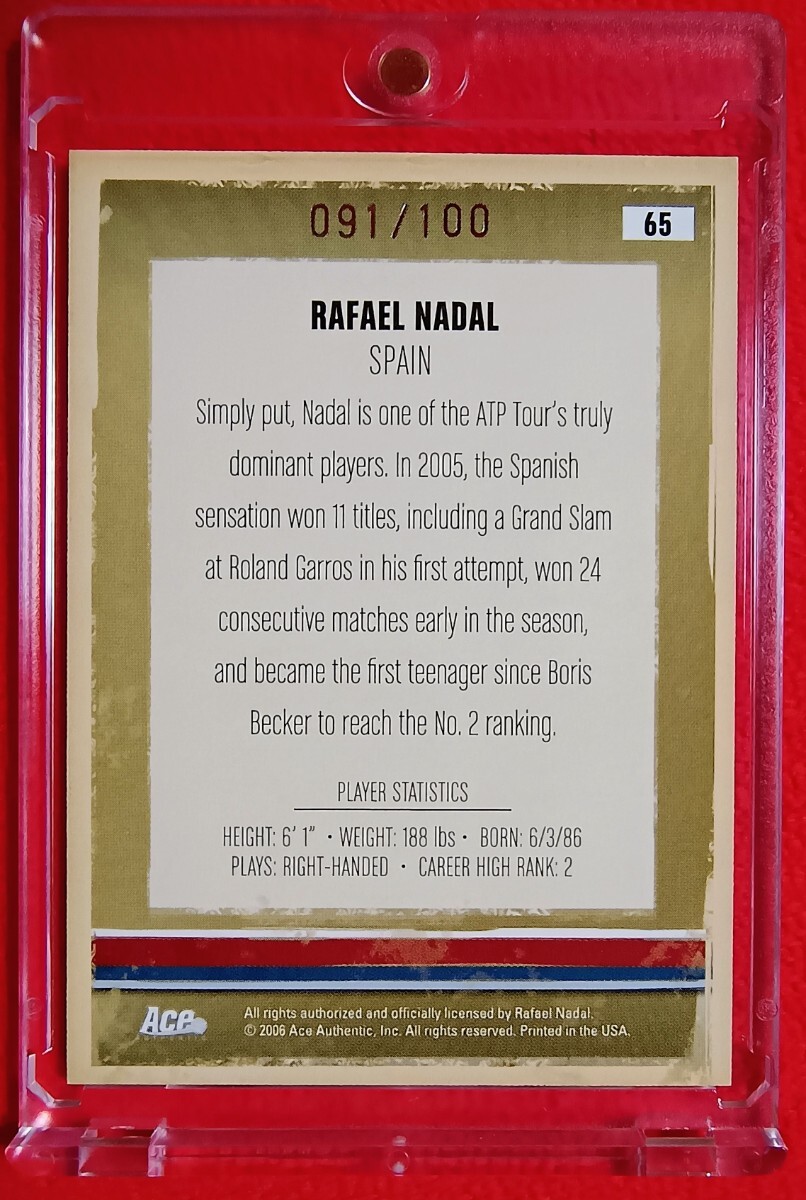 091/100
65
RAFAEL NADAL
SPAIN
Simply put, Nadal is one of the ATP Tour's truly
dominant players. In 2005, the Spanish
sensation won 11 titles, including a Grand Slam
at Roland Garros in his first attempt, won 24
consecutive matches early in the season,
and became the first teenager since Boris
Becker to reach the No. 2 ranking.
PLAYER STATISTICS
HEIGHT: 6' 1" • WEIGHT: 188 lbs • BORN: 6/3/86
PLAYS: RIGHT-HANDED • CAREER HIGH RANK: 2
Ace
All rights authorized and officially licensed by Rafael Nadal.
© 2006 Ace Authentic, Inc. All rights reserved. Printed in the USA.